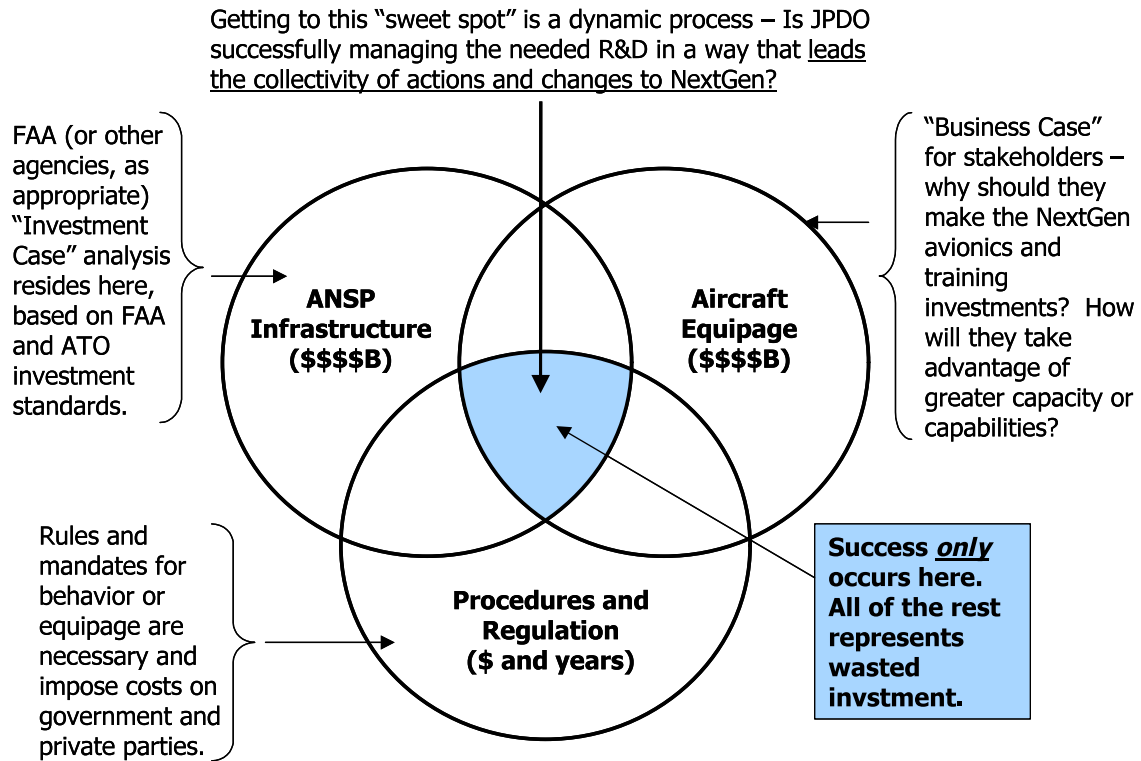 Getting to this “sweet spot” is a dynamic process – Is JPDO
successfully managing the needed R&D in a way that leads
the collectivity of actions and changes to NextGen?
FAA (or other
agencies, as
appropriate)
“Investment
Case” analysis
resides here,
based on FAA
and ATO
investment
standards.
“Business Case”
for stakeholders –
why should they
make the NextGen
avionics and
training
investments?  How
will they take
advantage of
greater capacity or
capabilities?
ANSP
Infrastructure
($$$$B)
Aircraft
Equipage
($$$$B)
Rules and
mandates for
behavior or
equipage are
necessary and
impose costs on
government and
private parties.
Procedures and
Regulation
($ and years)
Success only
occurs here.
All of the rest
represents
wasted
invstment.